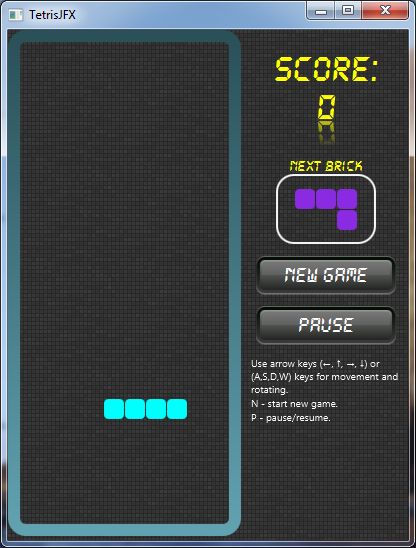 TetrisJFX
SCORE:
0
NEXT BRICK
NEW GAME
PAUSE
Use arrow keys (←, ↑, →, ↓) or
(A,S,D,W) keys for movement and
rotating.
N - start new game.
P - pause/resume.